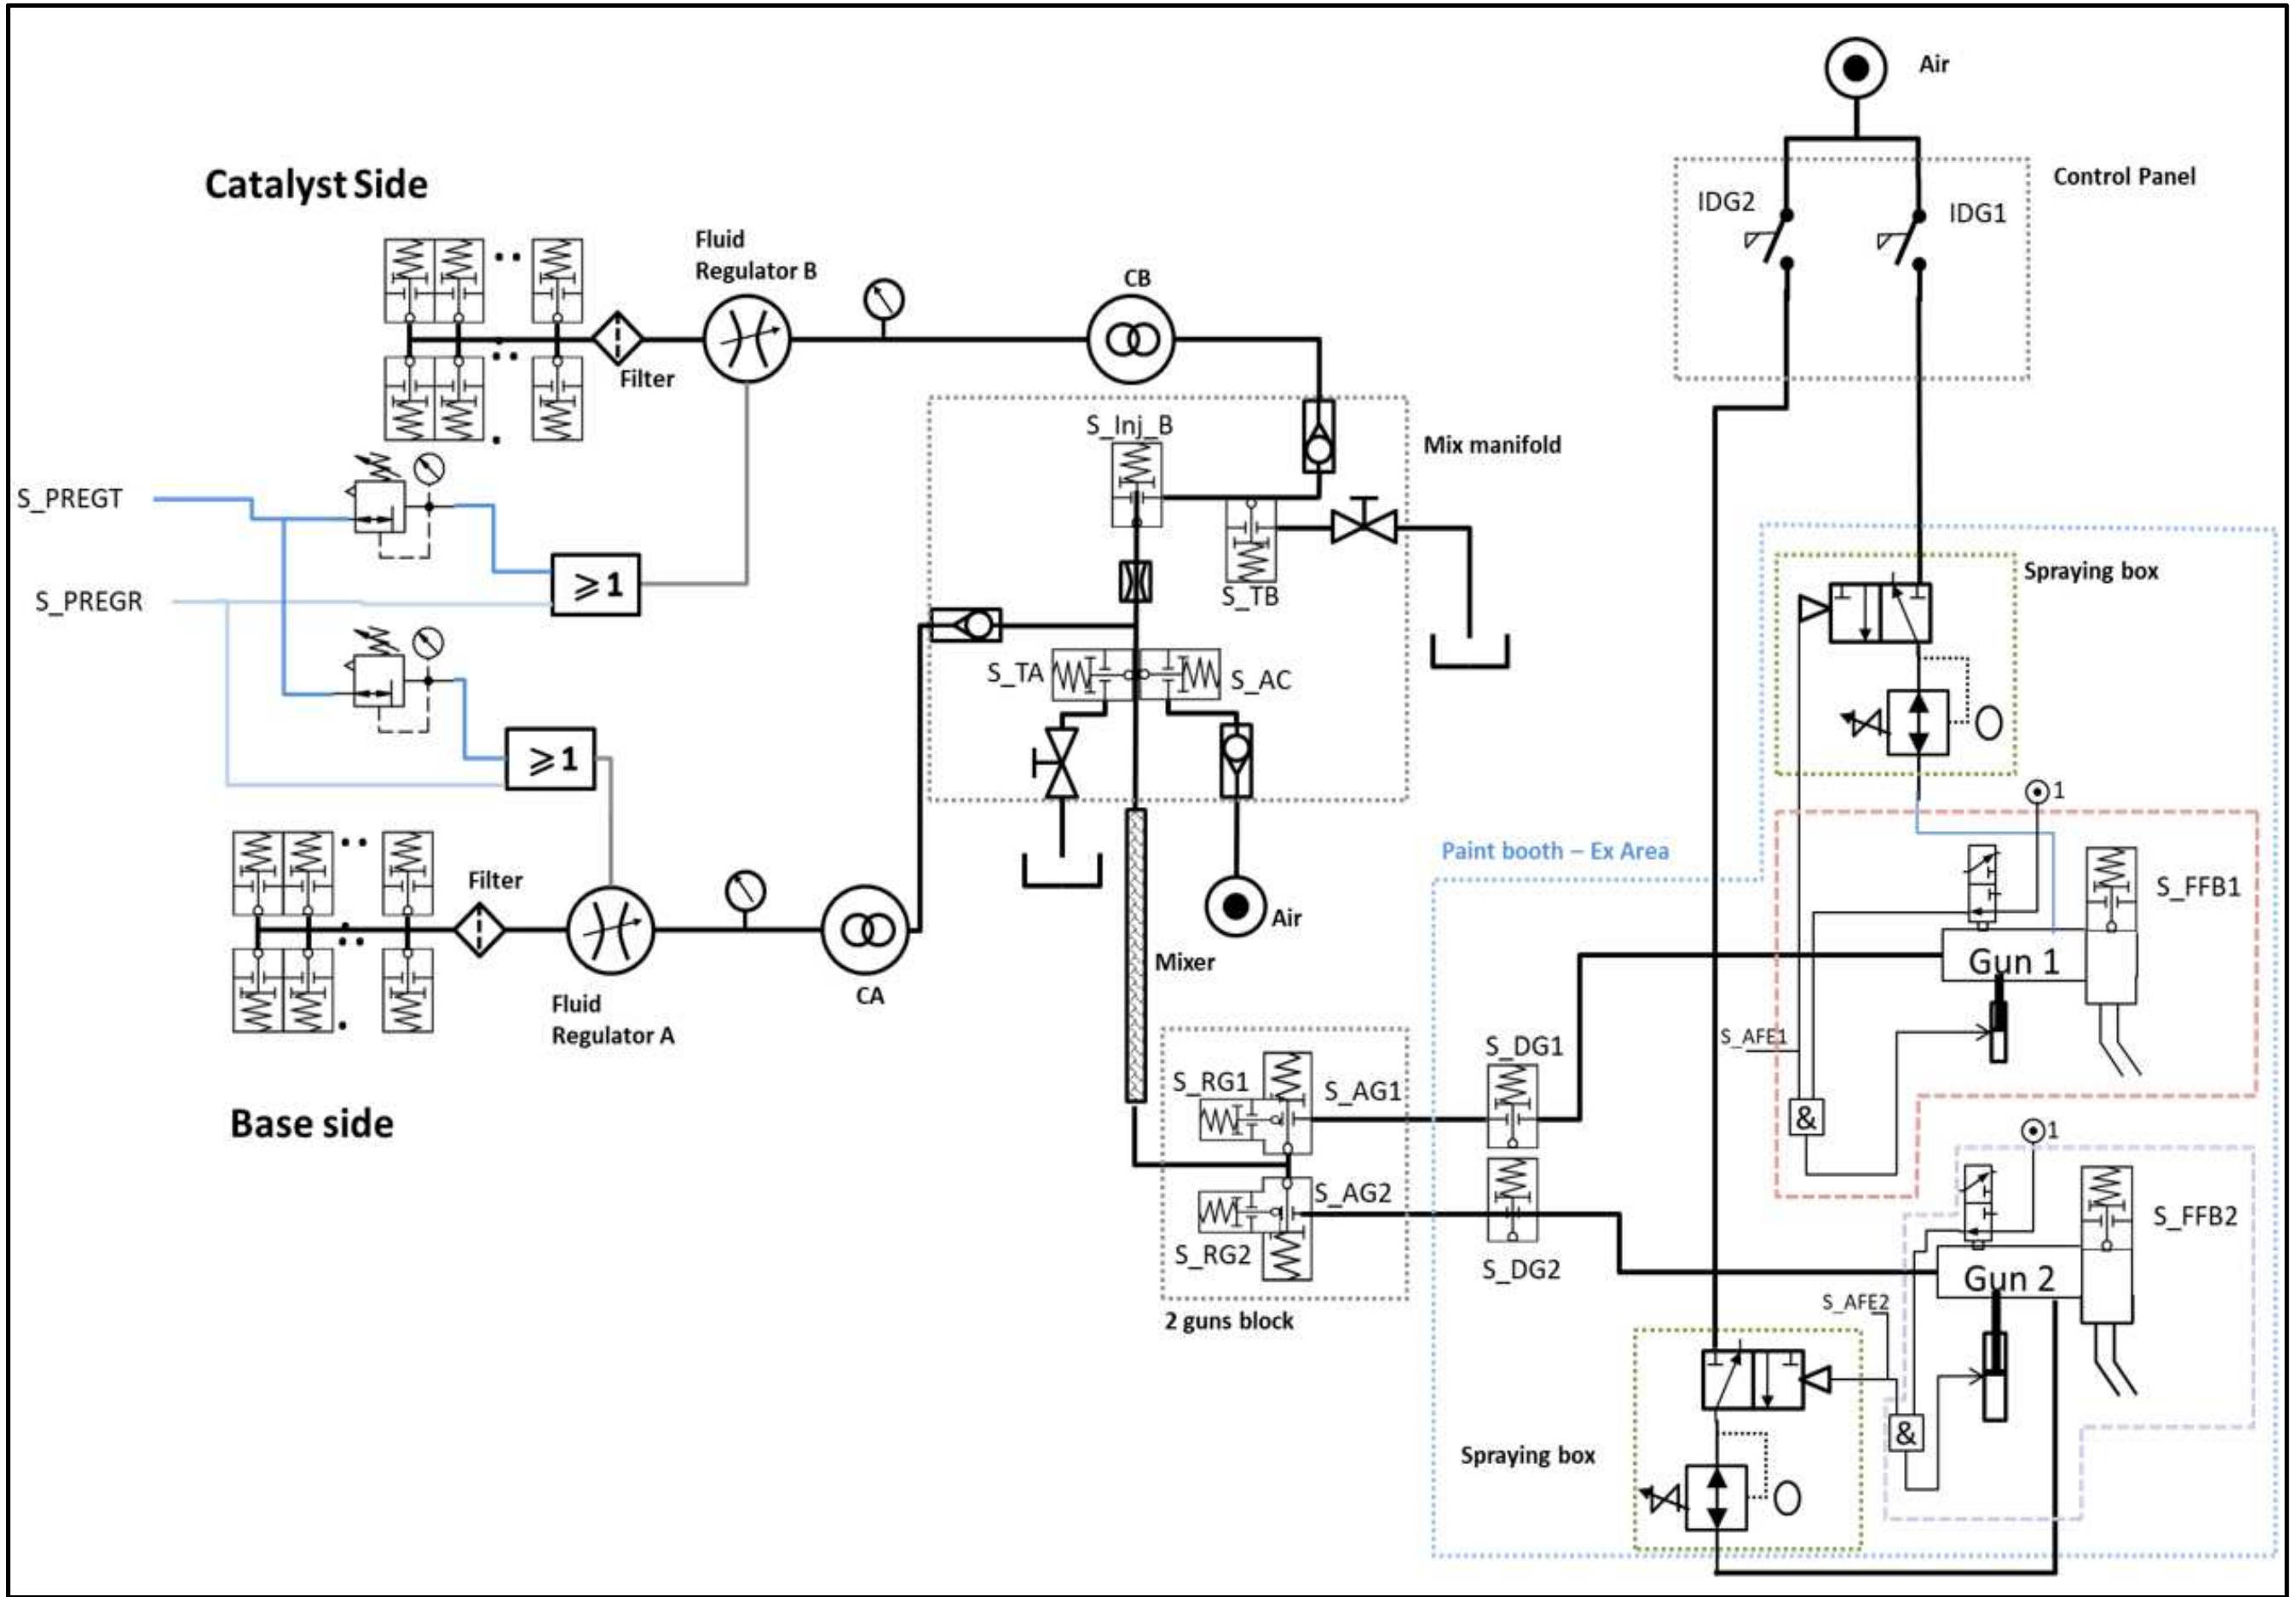 Air
Control Panel
IDG2
IDG1
Catalyst Side
Fluid
Regulator B
CB
Filter
S_Inj_B
Mix manifold
S_PREGT
≥1
S_PREGR
S_TB
Spraying box
S_TA
S_AC
≥1
1
Paint booth – Ex Area
Filter
S_FFB1
Air
Gun 1
Mixer
CA
Fluid
Regulator A
S_AFE1
S_DG1
S_RG1
S_AG1
Base side
&
1
S_AG2
S_FFB2
S_RG2
S_DG2
Gun 2
S_AFE2
2 guns block
&
Spraying box